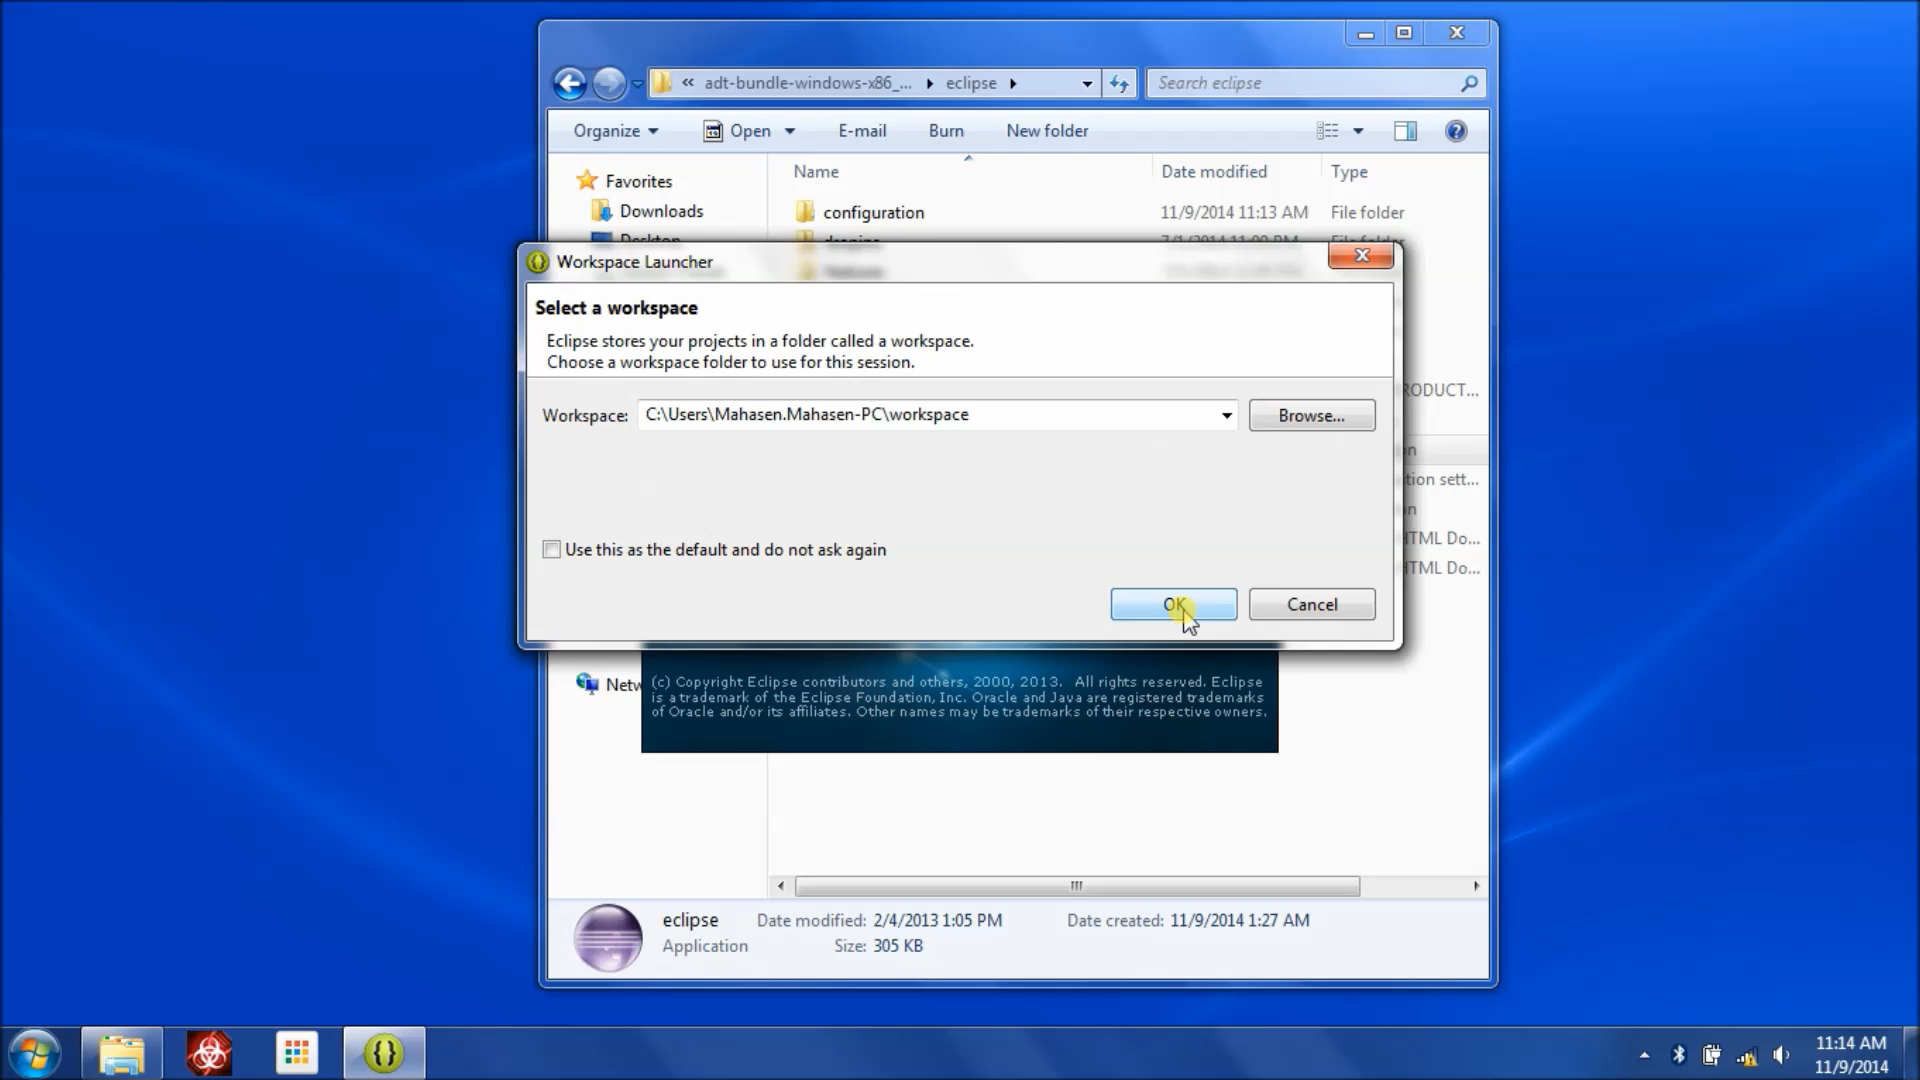 « adt-bundle-windows-x86_... ▸ eclipse ▸
Search eclipse
Organize
Open
E-mail
Burn
New folder
Name
Date modified
Type
Favorites
Downloads
configuration
11/9/2014 11:13 AM
File folder
Desktop
Workspace Launcher
Select a workspace
Eclipse stores your projects in a folder called a workspace.
Choose a workspace folder to use for this session.
RODUCT...
Workspace:
C:\Users\Mahasen.Mahasen-PC\workspace
Browse...
tion sett...
HTML Do...
Use this as the default and do not ask again
HTML Do...
OK
Cancel
Netw
(c) Copyright Eclipse contributors and others, 2000, 2013. All rights reserved. Eclipse
is a trademark of the Eclipse Foundation, Inc. Oracle and Java are registered trademarks
of Oracle and/or its affiliates. Other names may be trademarks of their respective owners.
eclipse
Date modified: 2/4/2013 1:05 PM
Date created: 11/9/2014 1:27 AM
Application
Size: 305 KB
11:14 AM
11/9/2014